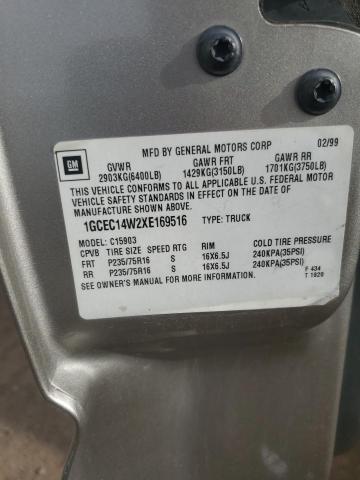 MFD BY GENERAL MOTORS CORP 02/99
GM
GVWR GAWR FRT GAWR RR
2903KG(6400LB) 1429KG(3150LB) 1701KG(3750LB)
THIS VEHICLE CONFORMS TO ALL APPLICABLE U.S. FEDERAL MOTOR
VEHICLE SAFETY STANDARDS IN EFFECT ON THE DATE OF
MANUFACTURE SHOWN ABOVE.
1GCEC14W2XE169516 TYPE: TRUCK
MODEL: C15903
CPVB TIRE SIZE SPEED RTG RIM COLD TIRE PRESSURE
FRT P235/75R16 S 16X6.5J 240KPA(35PSI)
RR P235/75R16 S 16X6.5J 240KPA(35PSI)
SEE OWNER'S MANUAL FOR MORE INFORMATION.
F 434
T 1920